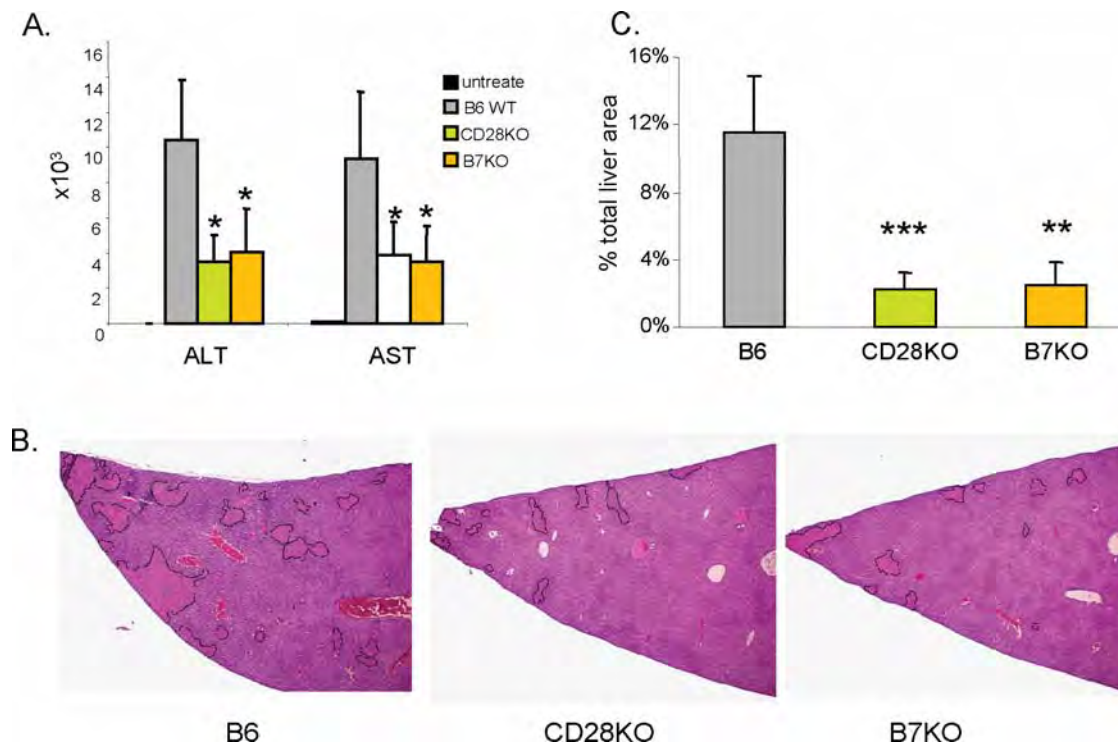 A.
16
14
12
10
8
6
4
2
0
x10³
* *
* *
ALT AST
untreate
B6 WT
CD28KO
B7KO
C.
16%
12%
8%
4%
0%
% total liver area
*** **
B6 CD28KO B7KO
B.
B6 CD28KO B7KO